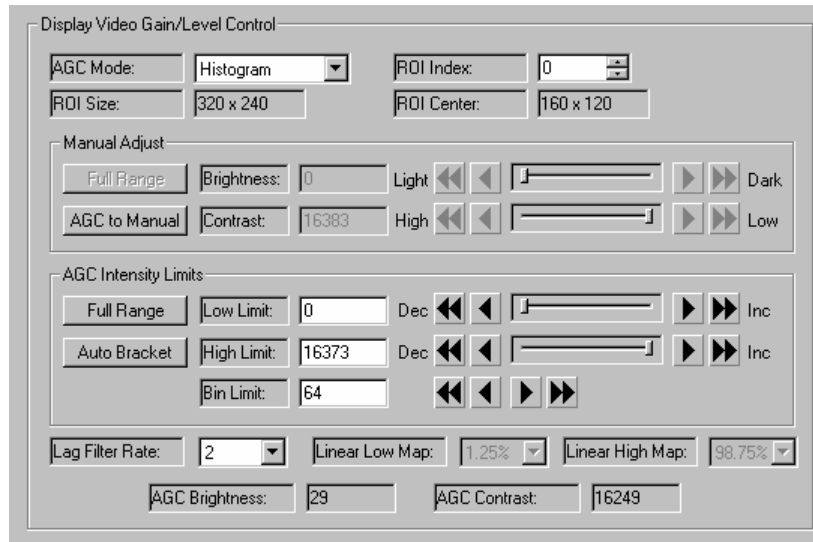 Display Video Gain/Level Control
AGC Mode: Histogram ROI Index: 0
ROI Size: 320 x 240 ROI Center: 160 x 120
Manual Adjust
Full Range Brightness: 0 Light Dark
AGC to Manual Contrast: 16383 High Low
AGC Intensity Limits
Full Range Low Limit: 0 Dec Inc
Auto Bracket High Limit: 16373 Dec Inc
Bin Limit: 64
Lag Filter Rate: 2 Linear Low Map: 1.25% Linear High Map: 98.75%
AGC Brightness: 29 AGC Contrast: 16249